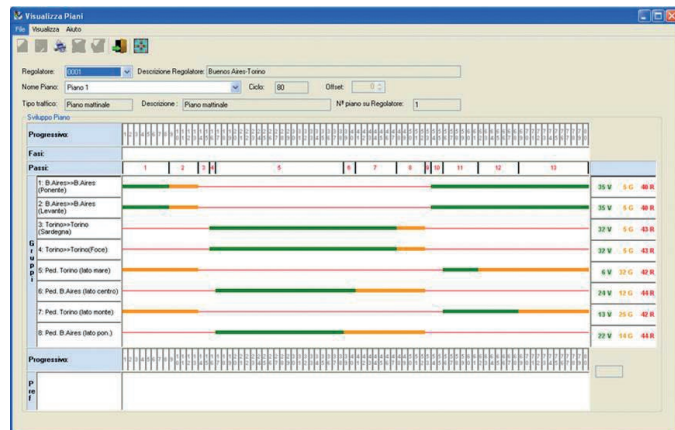 Visualizza Piani
File Visualizza Aiuto
Regolatore: 0001 Descrizione Regolatore: Buenos Aires-Torino
Nome Piano: Piano 1 Ciclo: 80 Offset: 0
Tipo traffico: Piano mattinale Descrizione : Piano mattinale N° piano su Regolatore: 1
Sviluppo Piano
Progressivo:
Fasi:
Passi: 1 2 3 4 5 6 7 8 9 10 11 12 13
Gruppi
1: B.Aires>>B.Aires (Ponente) 35 V 5 G 40 R
2: B.Aires>>B.Aires (Levante) 35 V 5 G 40 R
3: Torino>>Torino (Sardegna) 32 V 5 G 43 R
4: Torino>>Torino(Foce) 32 V 5 G 43 R
5: Ped. Torino (lato mare) 6 V 32 G 42 R
6: Ped. B.Aires (lato centro) 24 V 12 G 44 R
7: Ped. Torino (lato monte) 13 V 25 G 42 R
8: Ped. B.Aires (lato pon.) 22 V 14 G 44 R
Progressivo:
Pref